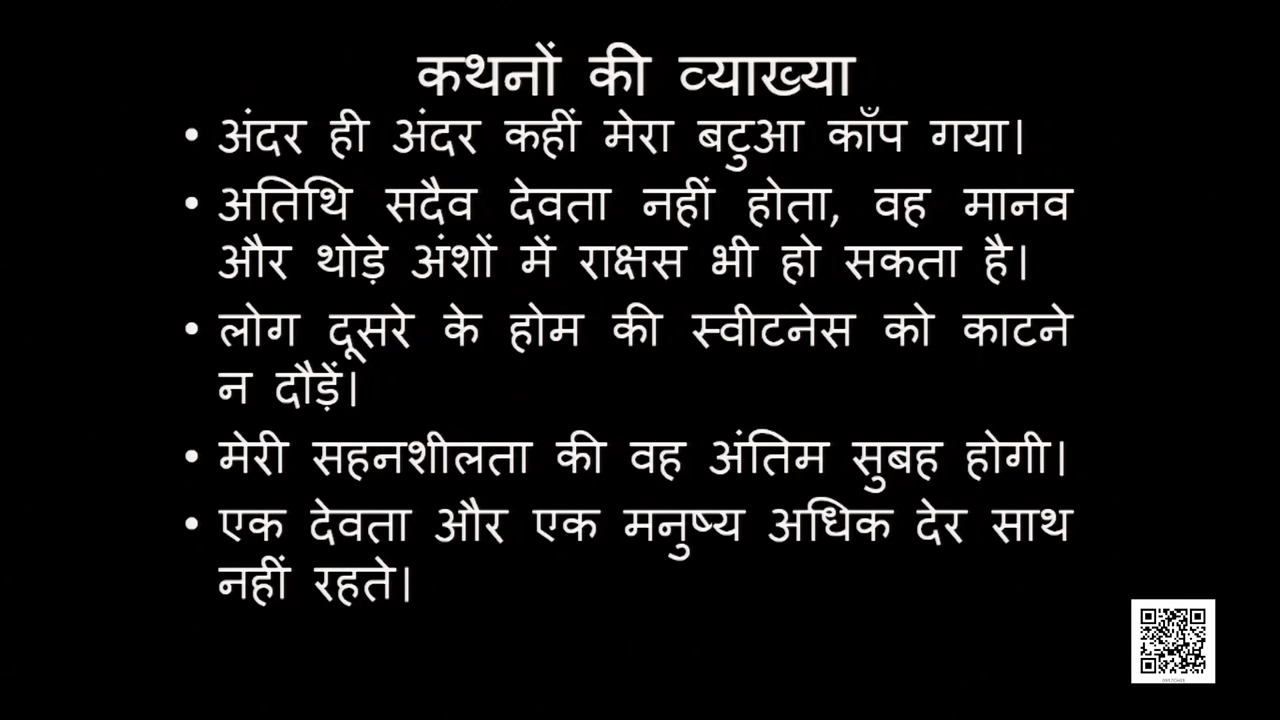 कथनों की व्याख्या
• अंदर ही अंदर कहीं मेरा बटुआ काँप गया।
• अतिथि सदैव देवता नहीं होता, वह मानव
और थोड़े अंशों में राक्षस भी हो सकता है।
• लोग दूसरे के होम की स्वीटनेस को काटने
न दौड़ें।
• मेरी सहनशीलता की वह अंतिम सुबह होगी।
• एक देवता और एक मनुष्य अधिक देर साथ
नहीं रहते।